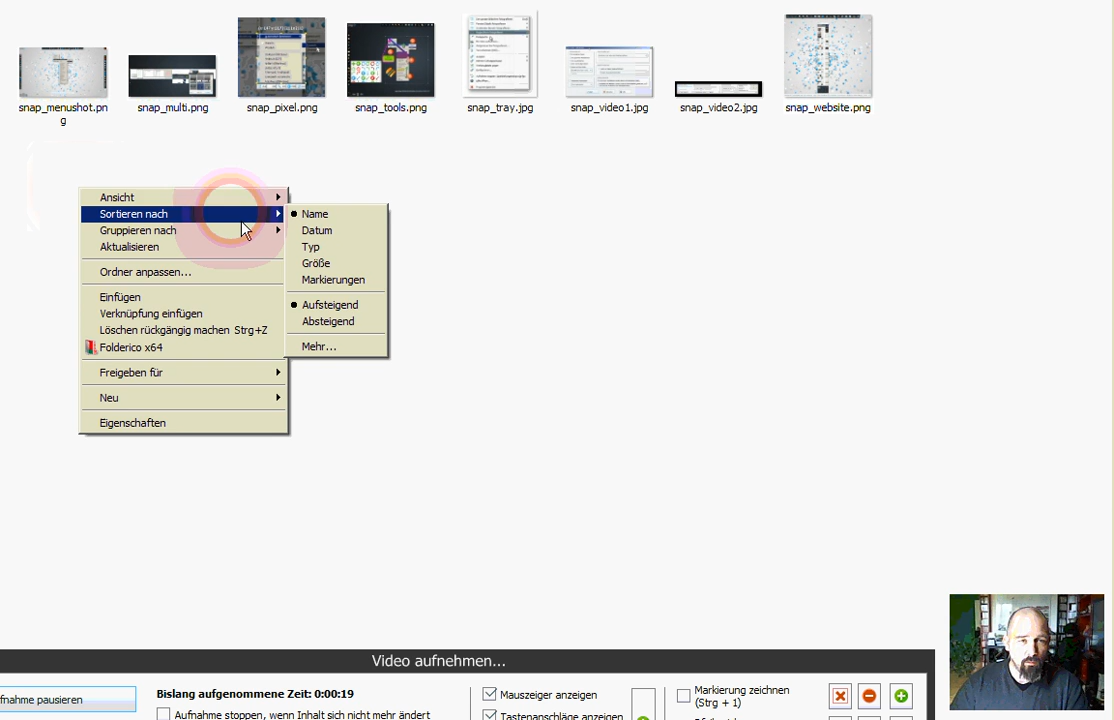 snap_menushot.pn
g
snap_multi.png
snap_pixel.png
snap_tools.png
snap_tray.jpg
snap_video1.jpg
snap_video2.jpg
snap_website.png
Ansicht
Sortieren nach
Gruppieren nach
Aktualisieren
Ordner anpassen...
Einfügen
Verknüpfung einfügen
Löschen rückgängig machen Strg+Z
Folderico x64
Freigeben für
Neu
Eigenschaften
Name
Datum
Typ
Größe
Markierungen
Aufsteigend
Absteigend
Mehr...
Video aufnehmen...
fnahme pausieren
Bislang aufgenommene Zeit: 0:00:19
Aufnahme stoppen, wenn Inhalt sich nicht mehr ändert
Mauszeiger anzeigen
Tastenanschläge anzeigen
Markierung zeichnen
(Strg + 1)